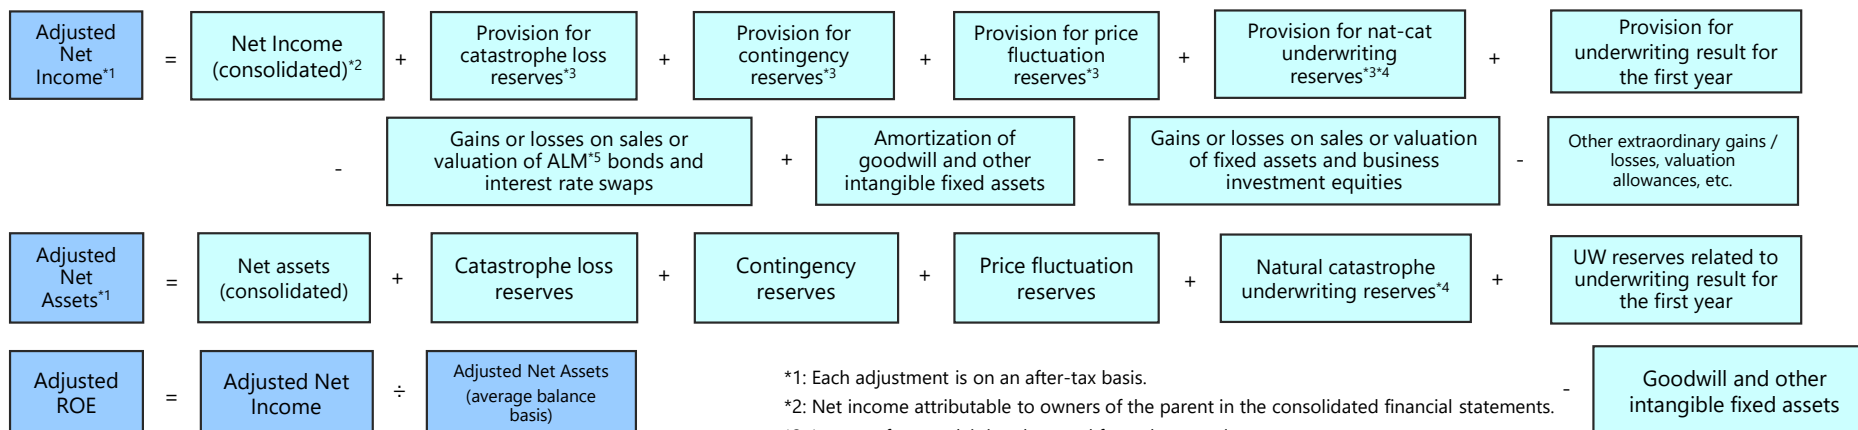 Adjusted
Net
Income*1
=
Net Income
(consolidated)*2
+
Provision for
catastrophe loss
reserves*3
+
Provision for
contingency
reserves*3
+
Provision for price
fluctuation
reserves*3
+
Provision for nat-cat
underwriting
reserves*3*4
+
Provision for
underwriting result for
the first year
-
Gains or losses on sales or
valuation of ALM*5 bonds and
interest rate swaps
+
Amortization of
goodwill and other
intangible fixed assets
-
Gains or losses on sales or valuation
of fixed assets and business
investment equities
-
Other extraordinary gains /
losses, valuation
allowances, etc.
Adjusted
Net
Assets*1
=
Net assets
(consolidated)
+
Catastrophe loss
reserves
+
Contingency
reserves
+
Price fluctuation
reserves
+
Natural catastrophe
underwriting reserves*4
+
UW reserves related to
underwriting result for
the first year
-
Goodwill and other
intangible fixed assets
Adjusted
ROE
=
Adjusted Net
Income
÷
Adjusted Net Assets
(average balance
basis)
*1: Each adjustment is on an after-tax basis.
*2: Net income attributable to owners of the parent in the consolidated financial statements.